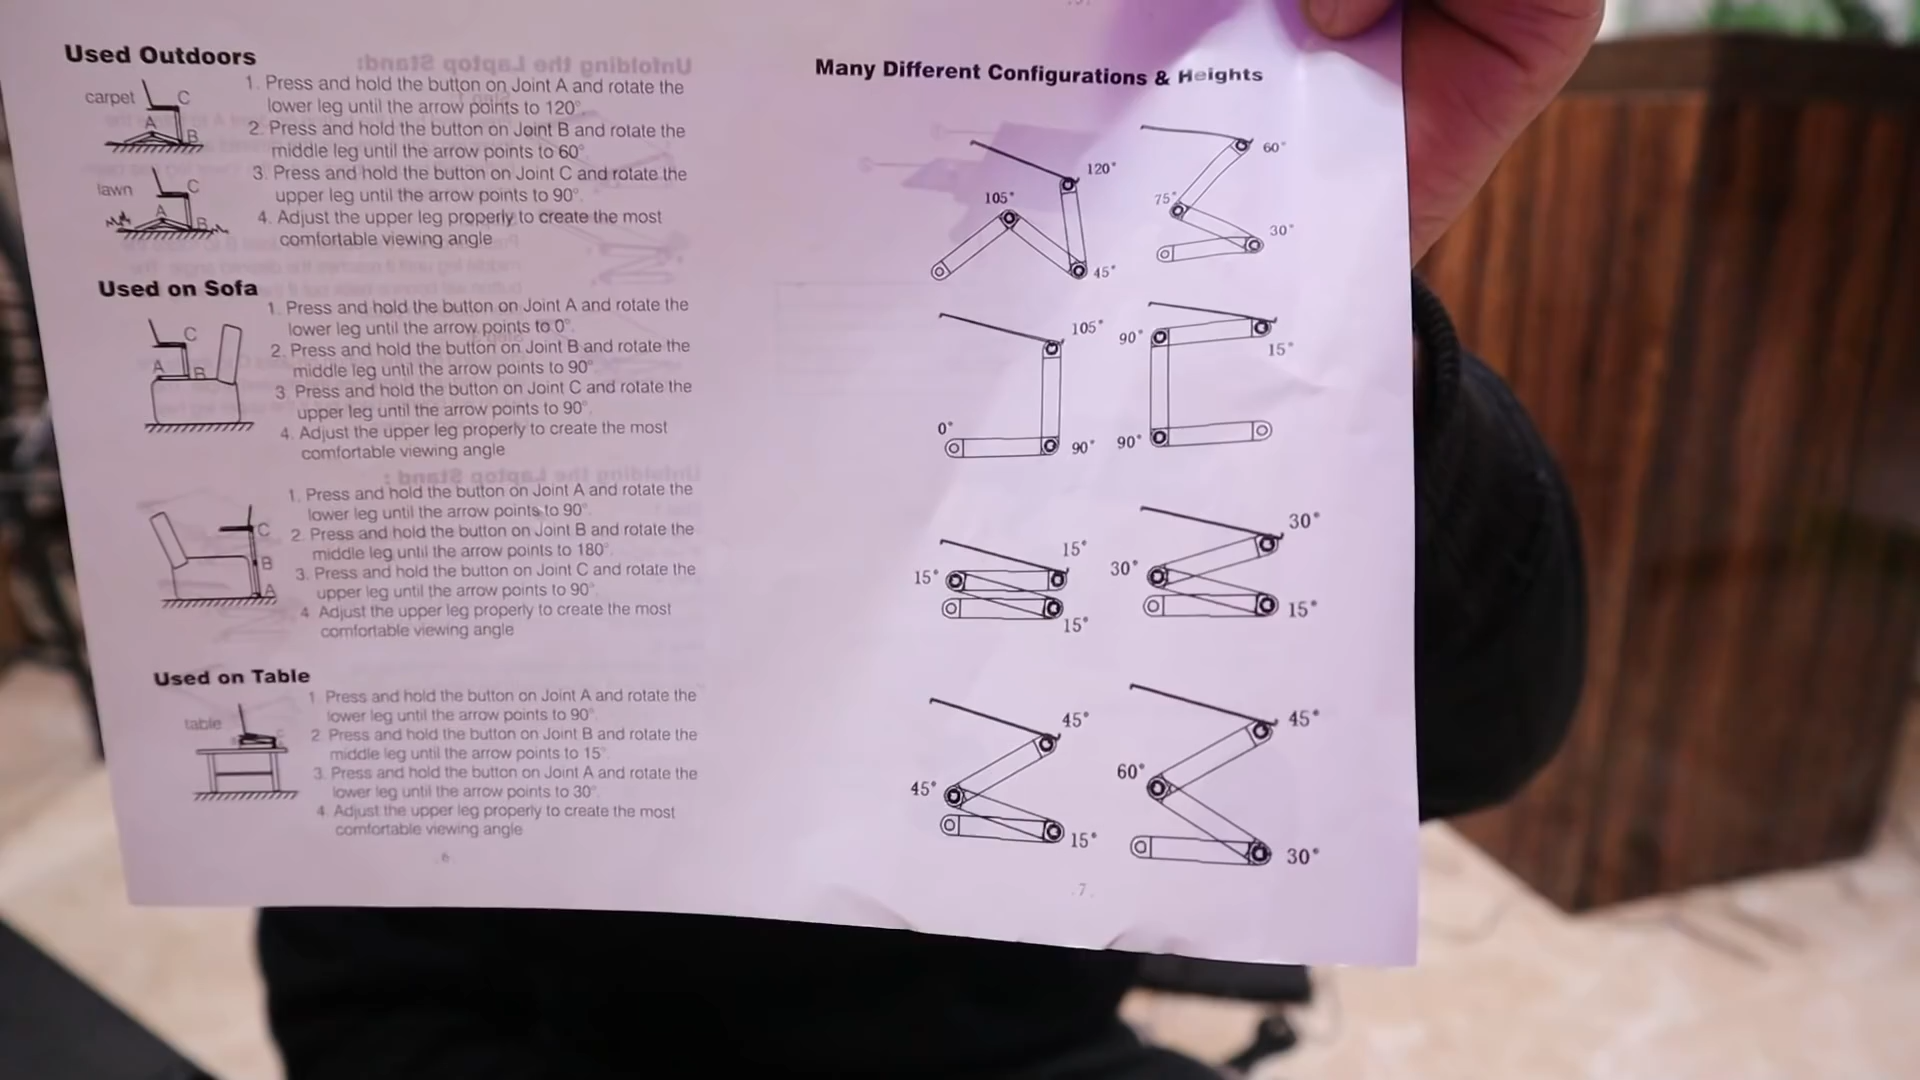 Used Outdoors
carpet
C
A
B
lawn
C
A
B
1. Press and hold the button on Joint A and rotate the
lower leg until the arrow points to 120°.
2. Press and hold the button on Joint B and rotate the
middle leg until the arrow points to 60°.
3. Press and hold the button on Joint C and rotate the
upper leg until the arrow points to 90°.
4. Adjust the upper leg properly to create the most
comfortable viewing angle
Used on Sofa
C
A
B
1. Press and hold the button on Joint A and rotate the
lower leg until the arrow points to 0°.
2. Press and hold the button on Joint B and rotate the
middle leg until the arrow points to 90°.
3. Press and hold the button on Joint C and rotate the
upper leg until the arrow points to 90°.
4. Adjust the upper leg properly to create the most
comfortable viewing angle
C
B
A
1. Press and hold the button on Joint A and rotate the
lower leg until the arrow points to 90°.
2. Press and hold the button on Joint B and rotate the
middle leg until the arrow points to 180°.
3. Press and hold the button on Joint C and rotate the
upper leg until the arrow points to 90°.
4. Adjust the upper leg properly to create the most
comfortable viewing angle
Used on Table
table
1. Press and hold the button on Joint A and rotate the
lower leg until the arrow points to 90°.
2. Press and hold the button on Joint B and rotate the
middle leg until the arrow points to 15°.
3. Press and hold the button on Joint A and rotate the
lower leg until the arrow points to 30°.
4. Adjust the upper leg properly to create the most
comfortable viewing angle
.6.
Many Different Configurations & Heights
120°
105°
45°
60°
75°
30°
105°
0°
90°
90°
15°
90°
15°
15°
15°
30°
30°
15°
45°
45°
15°
45°
60°
30°
.7.